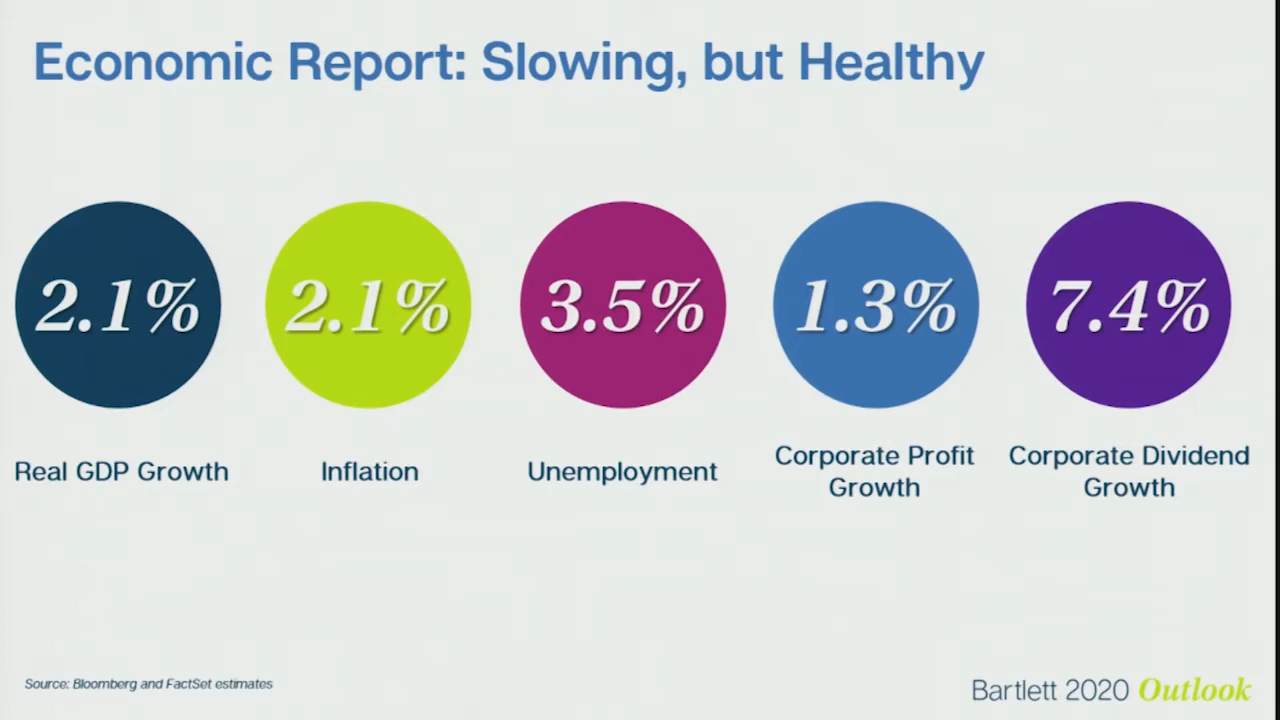 Economic Report: Slowing, but Healthy
2.1%
Real GDP Growth
2.1%
Inflation
3.5%
Unemployment
1.3%
Corporate Profit
Growth
7.4%
Corporate Dividend
Growth
Source: Bloomberg and FactSet estimates
Bartlett 2020 Outlook